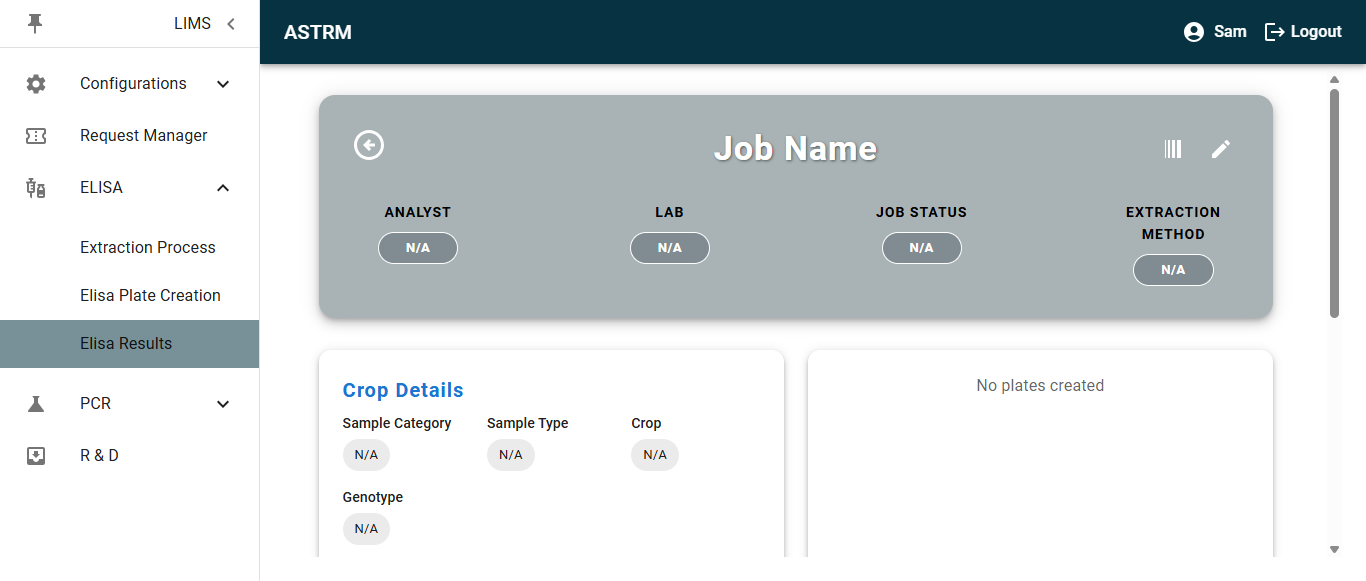 LIMS
ASTRM
Sam
Logout
Configurations
Request Manager
ELISA
Extraction Process
Elisa Plate Creation
Elisa Results
PCR
R & D
Job Name
ANALYST
N/A
LAB
N/A
JOB STATUS
N/A
EXTRACTION
METHOD
N/A
Crop Details
Sample Category
N/A
Sample Type
N/A
Crop
N/A
Genotype
N/A
No plates created